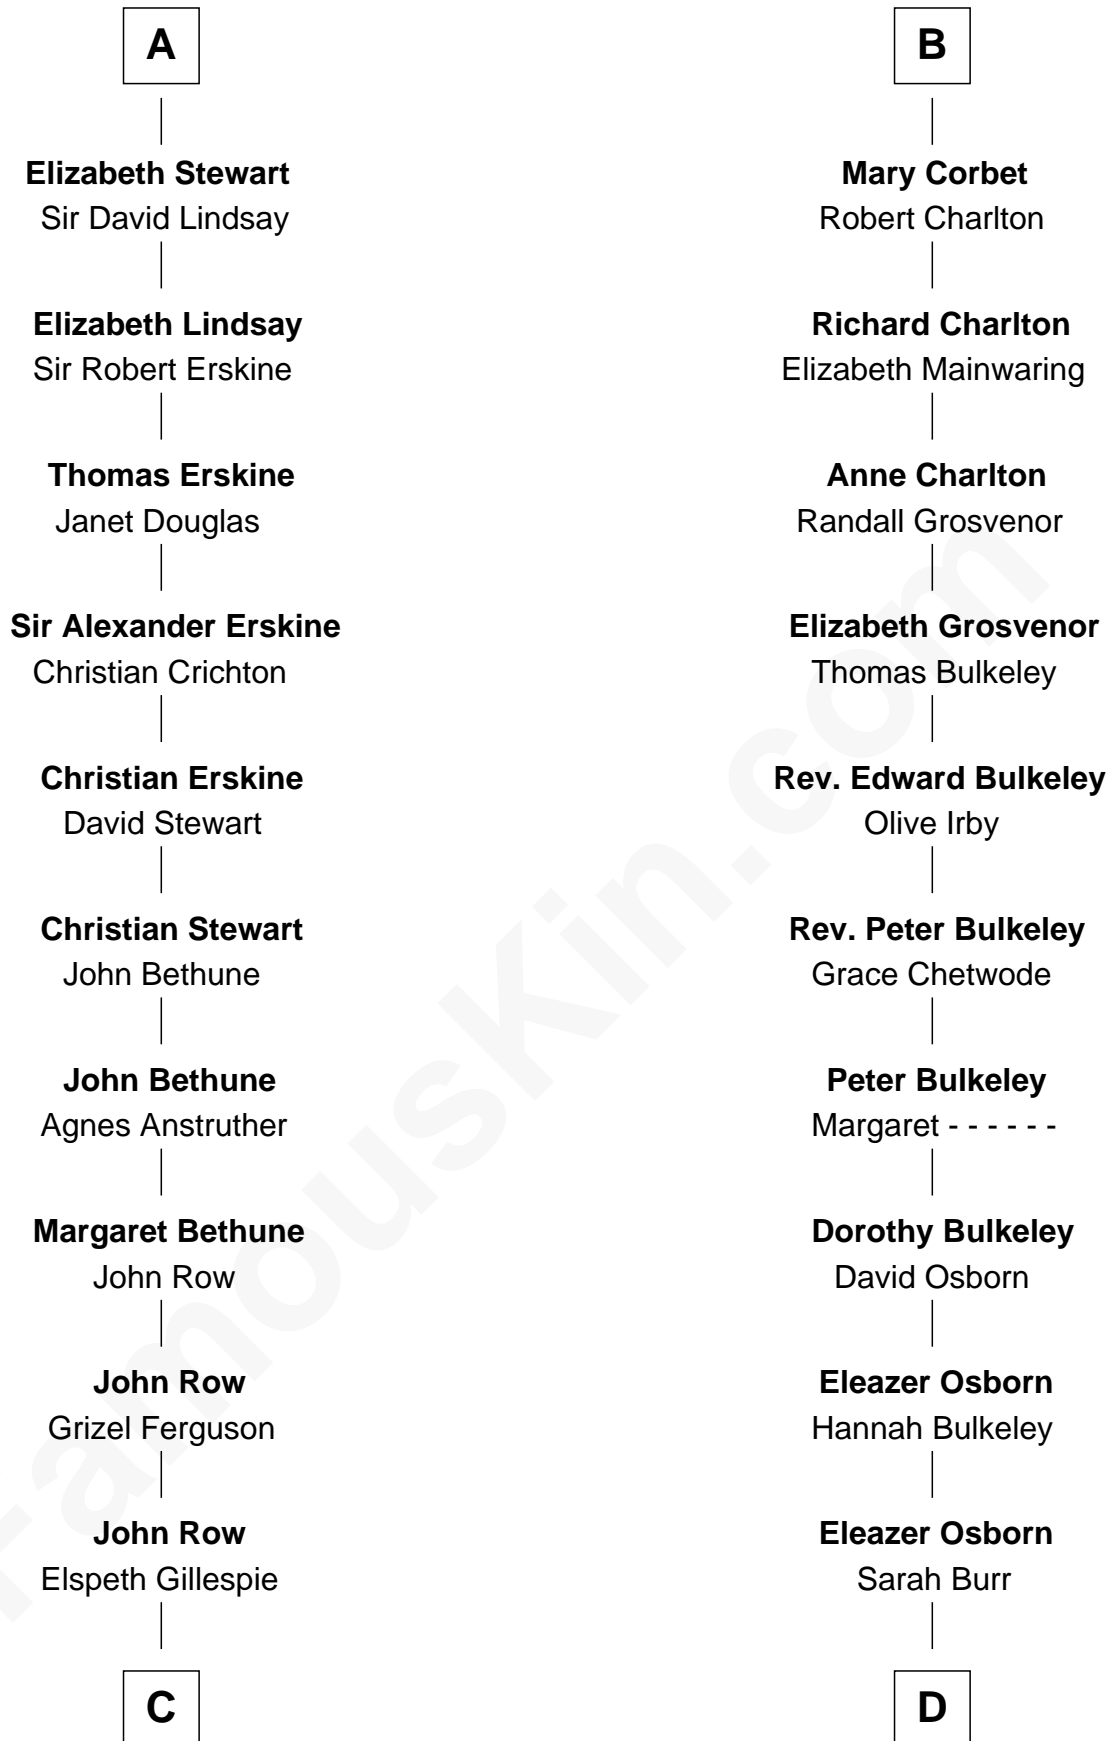 A
Elizabeth Stewart
Sir David Lindsay
Elizabeth Lindsay
Sir Robert Erskine
Thomas Erskine
Janet Douglas
Sir Alexander Erskine
Christian Crichton
Christian Erskine
David Stewart
Christian Stewart
John Bethune
John Bethune
Agnes Anstruther
Margaret Bethune
John Row
John Row
Grizel Ferguson
John Row
Elspeth Gillespie
C
B
Mary Corbet
Robert Charlton
Richard Charlton
Elizabeth Mainwaring
Anne Charlton
Randall Grosvenor
Elizabeth Grosvenor
Thomas Bulkeley
Rev. Edward Bulkeley
Olive Irby
Rev. Peter Bulkeley
Grace Chetwode
Peter Bulkeley
Margaret - - - - - -
Dorothy Bulkeley
David Osborn
Eleazer Osborn
Hannah Bulkeley
Eleazer Osborn
Sarah Burr
D
FamousKin.com